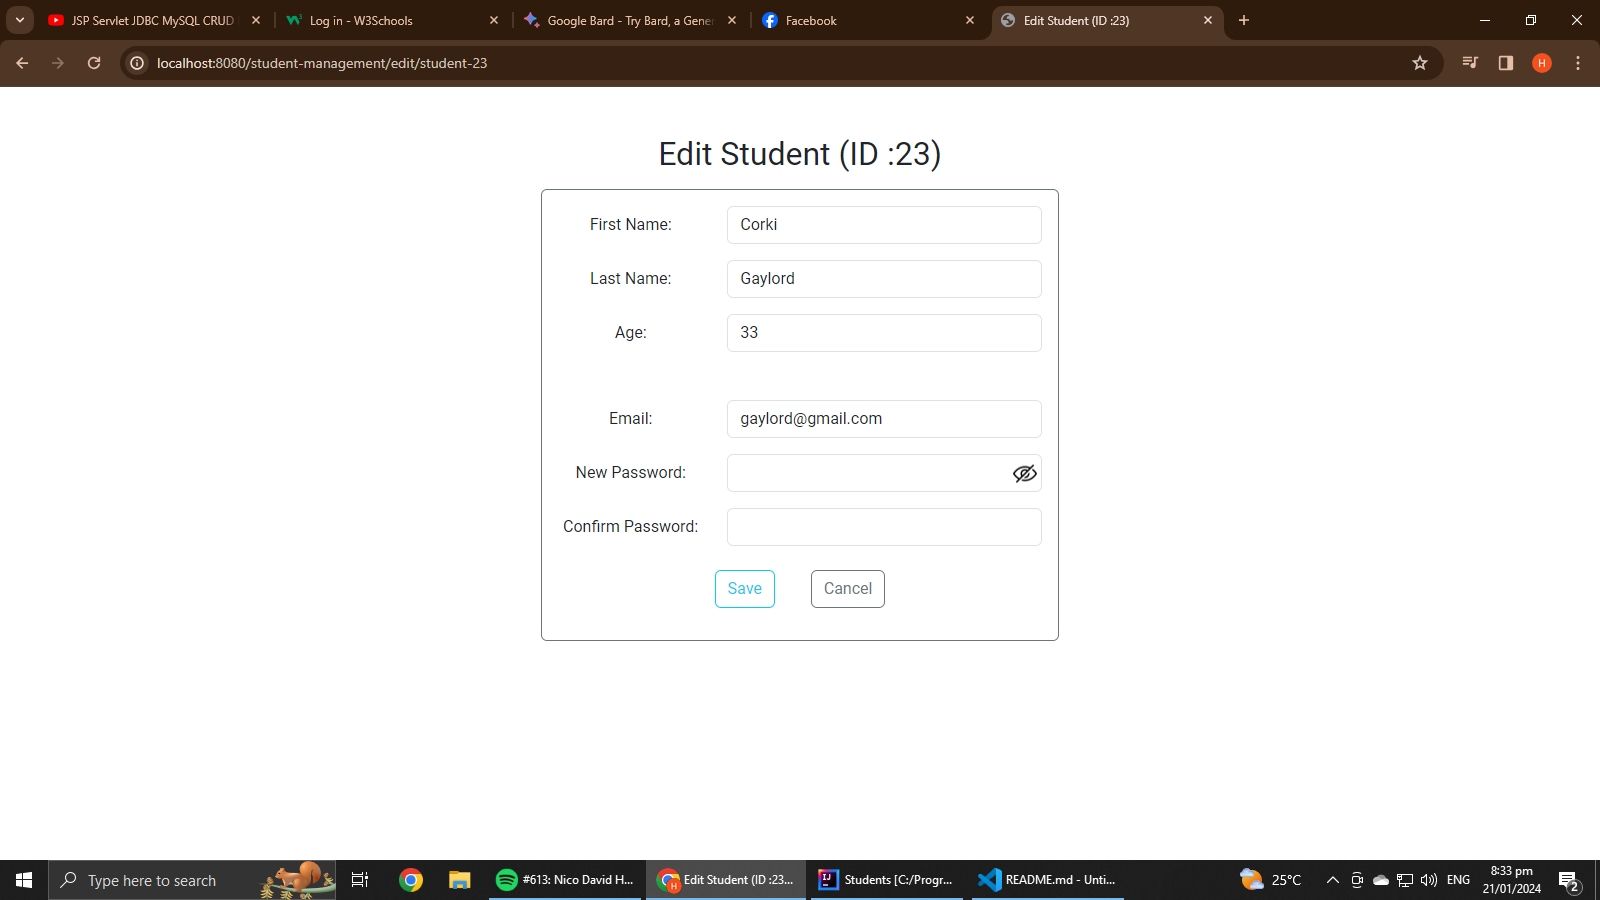 JSP Servlet JDBC MySQL CRUD
Log in - W3Schools
Google Bard - Try Bard, a Gener
Facebook
Edit Student (ID :23)
localhost:8080/student-management/edit/student-23
H
Edit Student (ID :23)
First Name: Corki
Last Name: Gaylord
Age: 33
Email: gaylord@gmail.com
New Password:
Confirm Password:
Save Cancel
Type here to search
#613: Nico David H...
H
Edit Student (ID :23...
IJ
Students [C:/Progr...
README.md - Unti...
25°C
ENG
8:33 pm
21/01/2024
2